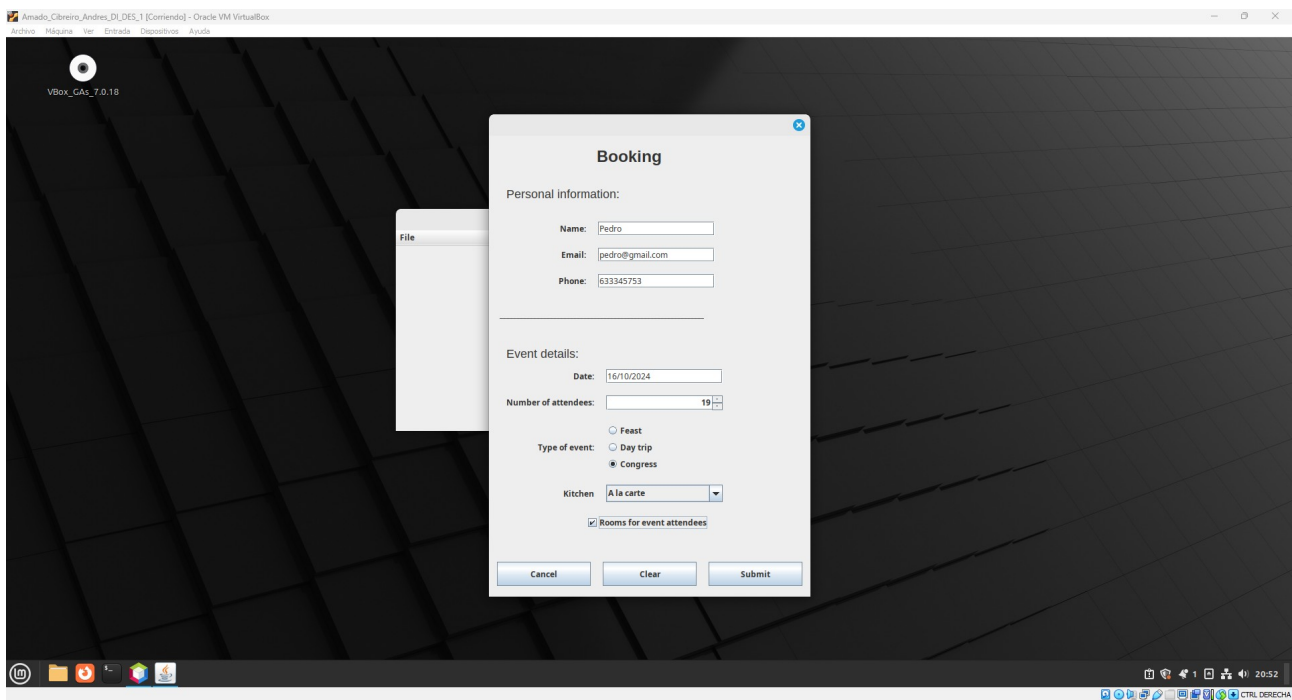 Amado_Cibreiro_Andres_DI_DES_1 [Corriendo] - Oracle VM VirtualBox
Archivo Máquina Ver Entrada Dispositivos Ayuda
VBox_GAs_7.0.18
File
Booking
Personal information:
Name: Pedro
Email: pedro@gmail.com
Phone: 633345753
Event details:
Date: 16/10/2024
Number of attendees: 19
Feast
Type of event: Day trip
Congress
Kitchen A la carte
Rooms for event attendees
Cancel Clear Submit
1 20:52
CTRL DERECHA